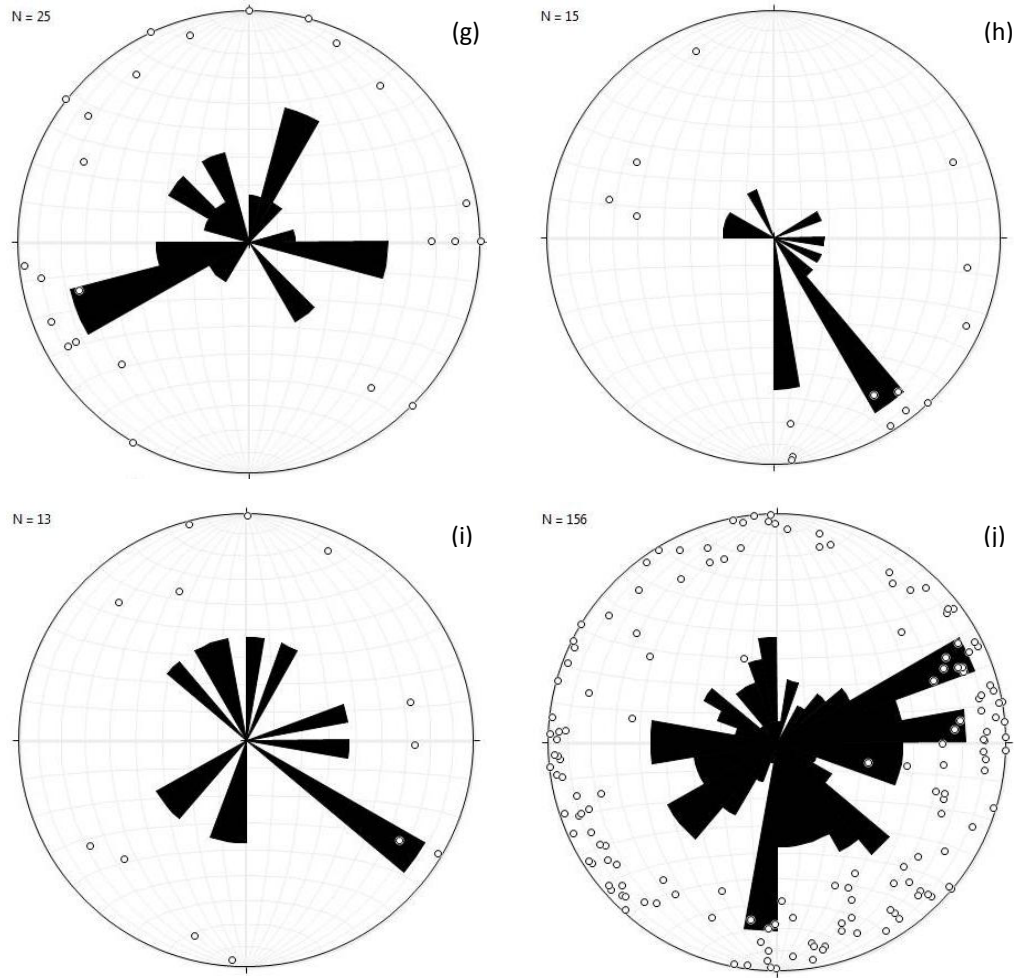 N = 25
(g)
N = 15
(h)
N = 13
(i)
N = 156
(j)